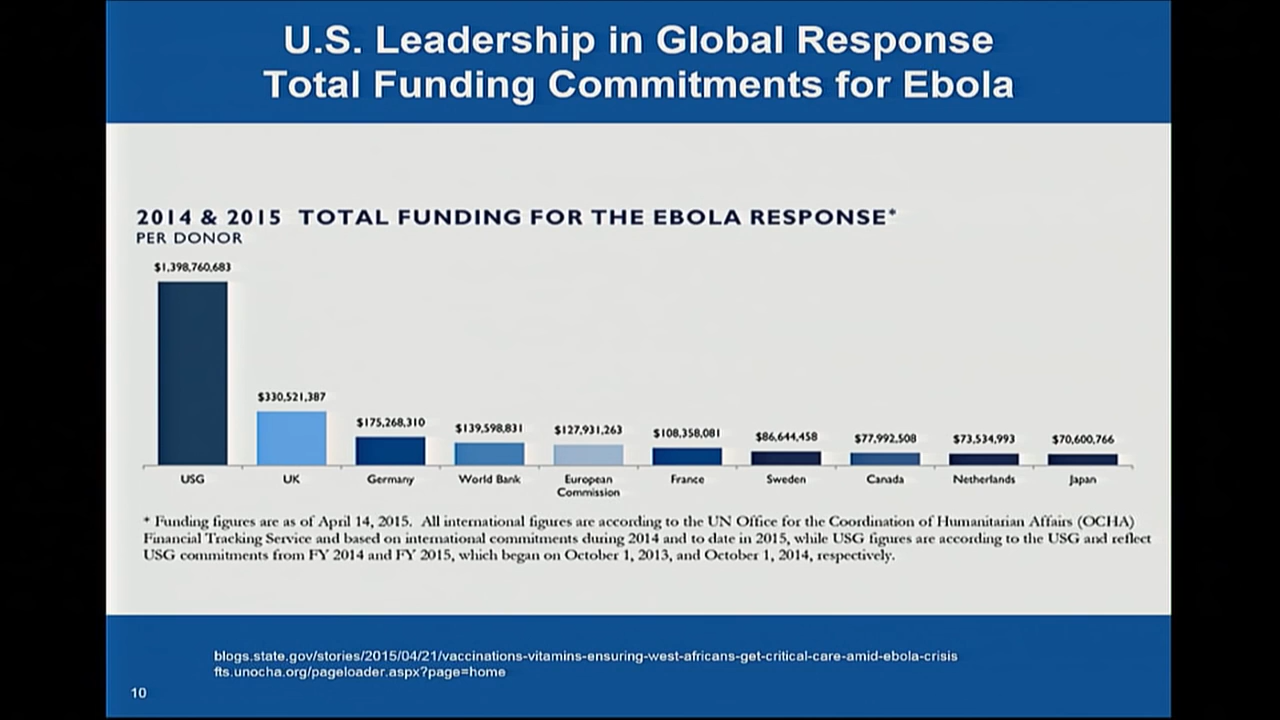 U.S. Leadership in Global Response
Total Funding Commitments for Ebola
2014 & 2015 TOTAL FUNDING FOR THE EBOLA RESPONSE*
PER DONOR
$1,398,760,683
$330,521,387
$175,268,310
$139,598,831
$127,931,263
$108,358,081
$86,644,458
$77,992,508
$73,534,993
$70,600,766
USG
UK
Germany
World Bank
European
Commission
France
Sweden
Canada
Netherlands
Japan
* Funding figures are as of April 14, 2015. All international figures are according to the UN Office for the Coordination of Humanitarian Affairs (OCHA)
Financial Tracking Service and based on international commitments during 2014 and to date in 2015, while USG figures are according to the USG and reflect
USG commitments from FY 2014 and FY 2015, which began on October 1, 2013, and October 1, 2014, respectively.
blogs.state.gov/stories/2015/04/21/vaccinations-vitamins-ensuring-west-africans-get-critical-care-amid-ebola-crisis
fts.unocha.org/pageloader.aspx?page=home
10